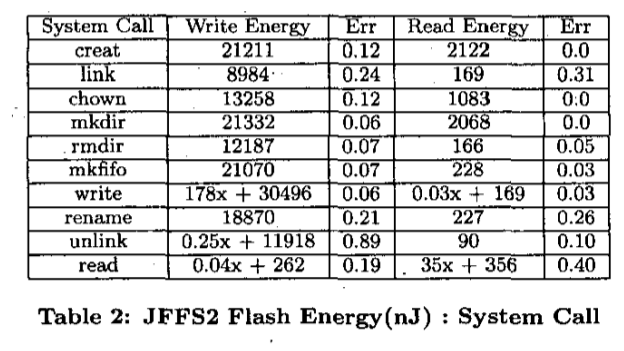 System Call Write Energy Err Read Energy Err
creat 21211 0.12 2122 0.0
link 8984 0.24 169 0.31
chown 13258 0.12 1083 0.0
mkdir 21332 0.06 2068 0.0
rmdir 12187 0.07 166 0.05
mkfifo 21070 0.07 228 0.03
write 178x + 30496 0.06 0.03x + 169 0.03
rename 18870 0.21 227 0.26
unlink 0.25x + 11918 0.89 90 0.10
read 0.04x + 262 0.19 35x + 356 0.40
Table 2: JFFS2 Flash Energy(nJ) : System Call